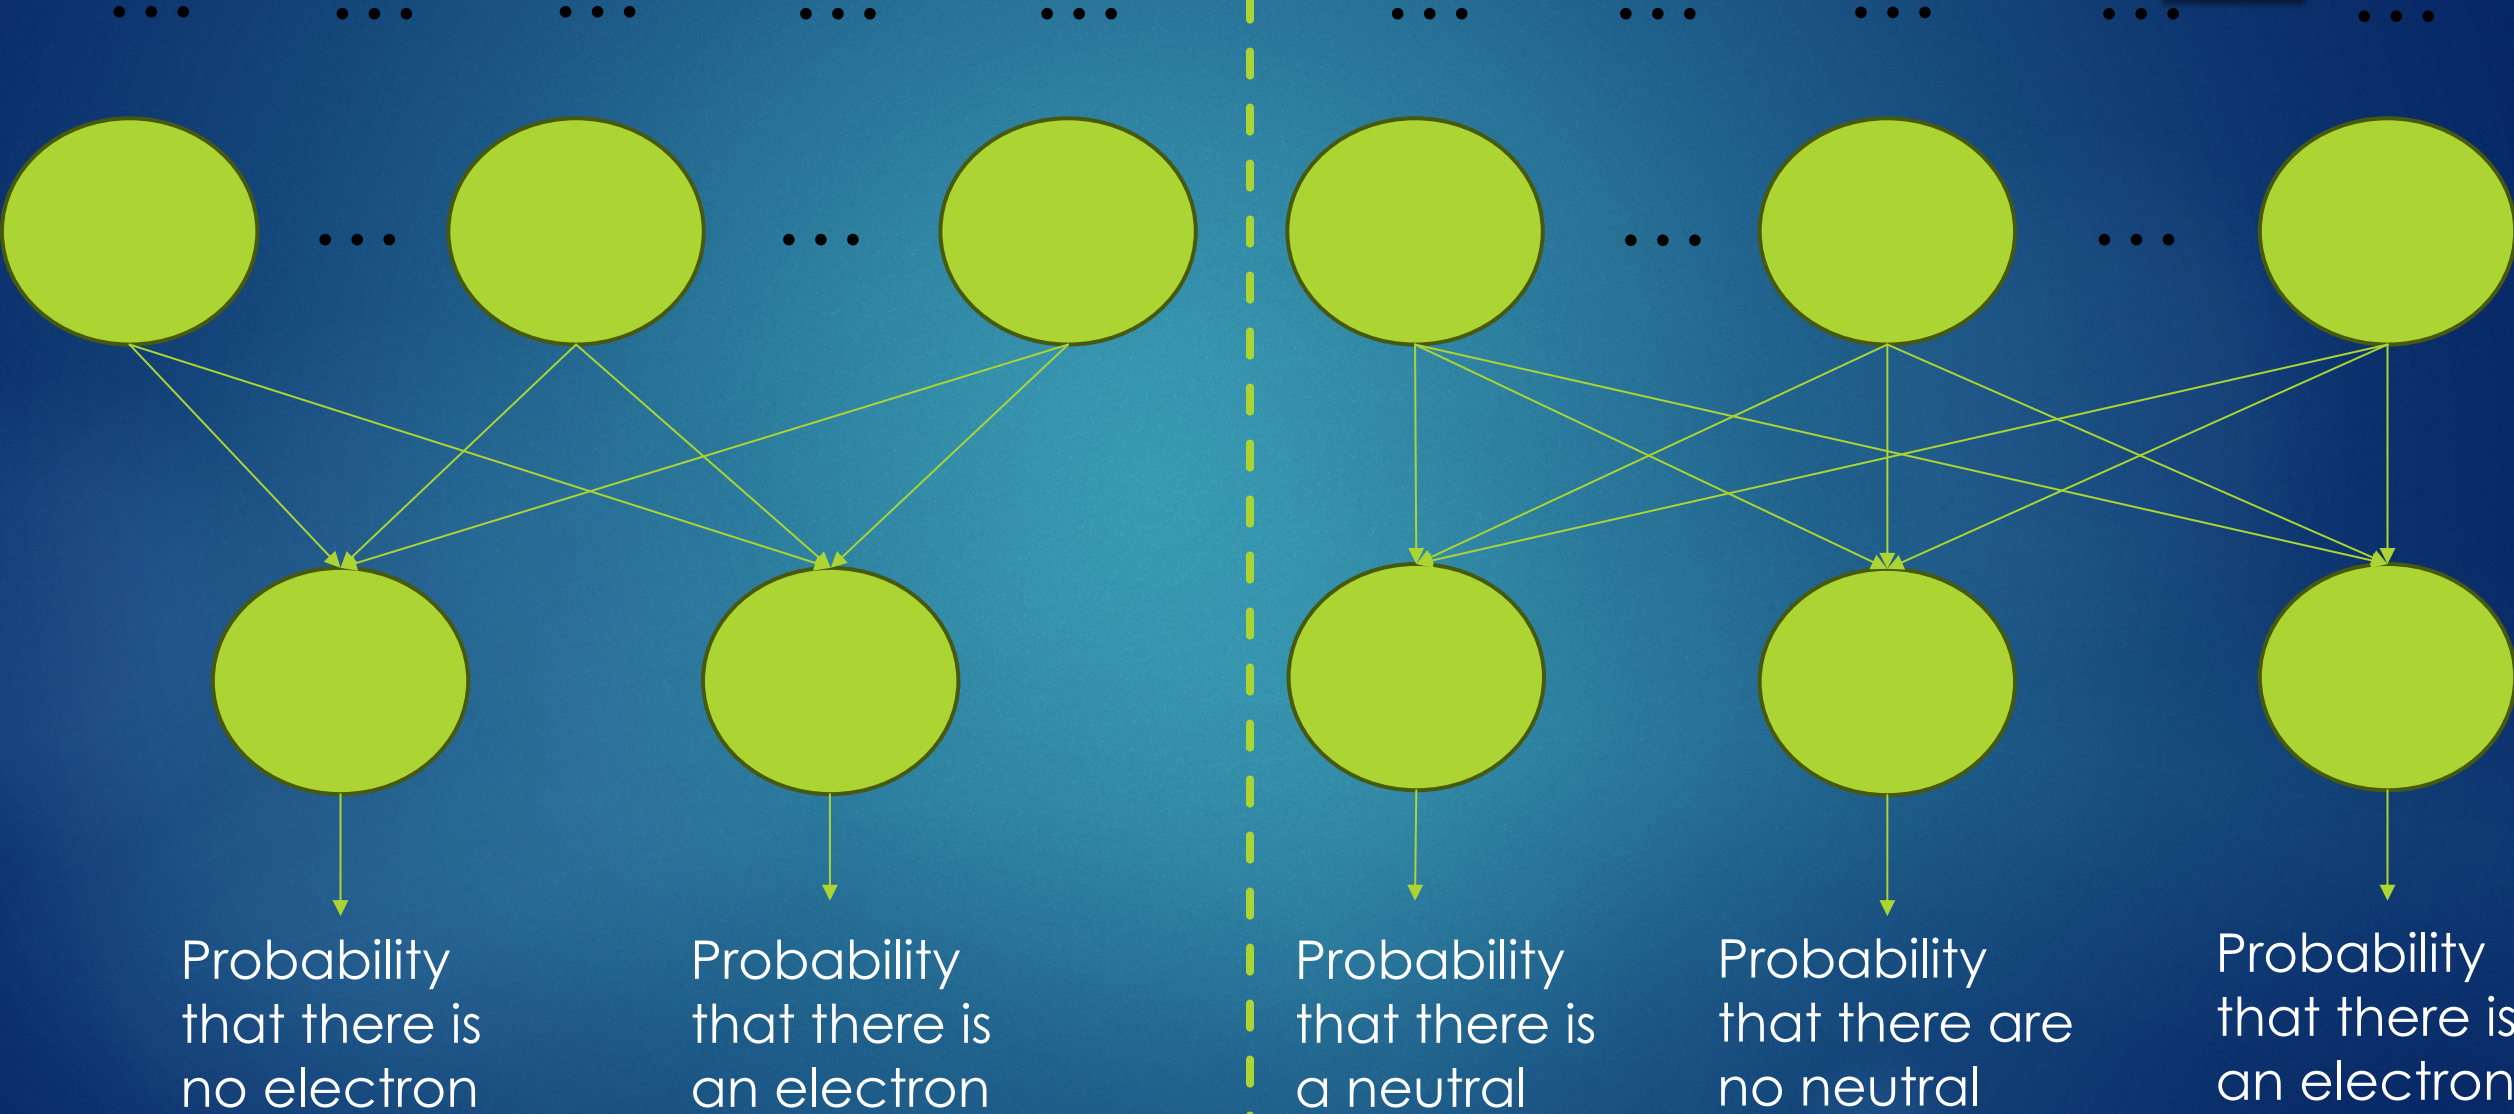 Probability
that there is
no electron
Probability
that there is
an electron
Probability
that there is
a neutral
Probability
that there are
no neutral
Probability
that there is
an electron